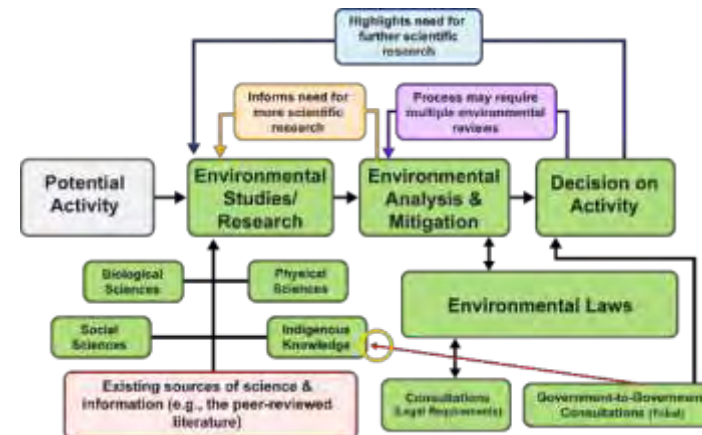 Highlights need for
further scientific
research
Informs need for
more scientific
research
Process may require
multiple environmental
reviews
Potential
Activity
Environmental
Studies/
Research
Environmental
Analysis &
Mitigation
Decision on
Activity
Biological
Sciences
Physical
Sciences
Environmental Laws
Social
Sciences
Indigenous
Knowledge
Existing sources of science &
information (e.g., the peer-reviewed
literature)
Consultations
(Legal Requirements)
Government-to-Government
Consultations (Tribal)